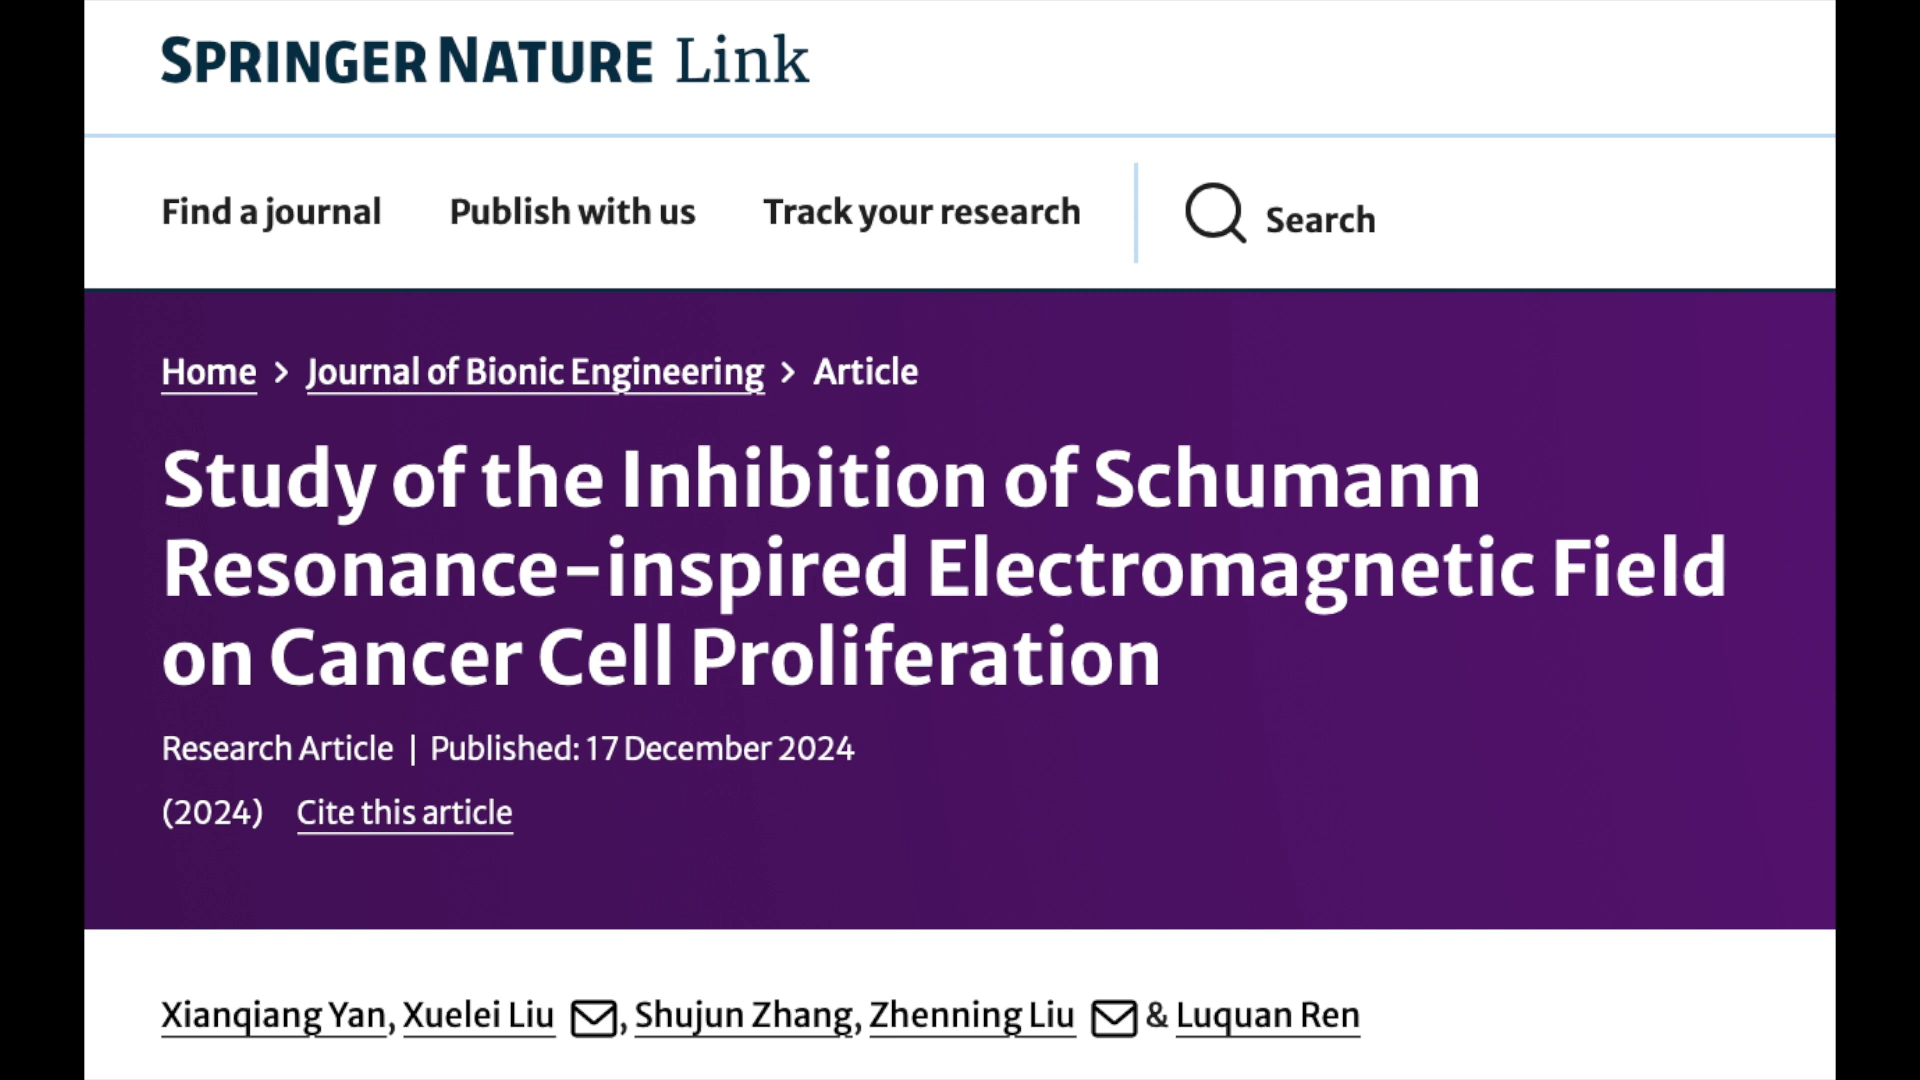 SPRINGER NATURE Link
Find a journal Publish with us Track your research Search
Home > Journal of Bionic Engineering > Article
Study of the Inhibition of Schumann
Resonance-inspired Electromagnetic Field
on Cancer Cell Proliferation
Research Article | Published: 17 December 2024
(2024) Cite this article
Xianqiang Yan, Xuelei Liu, Shujun Zhang, Zhenning Liu & Luquan Ren